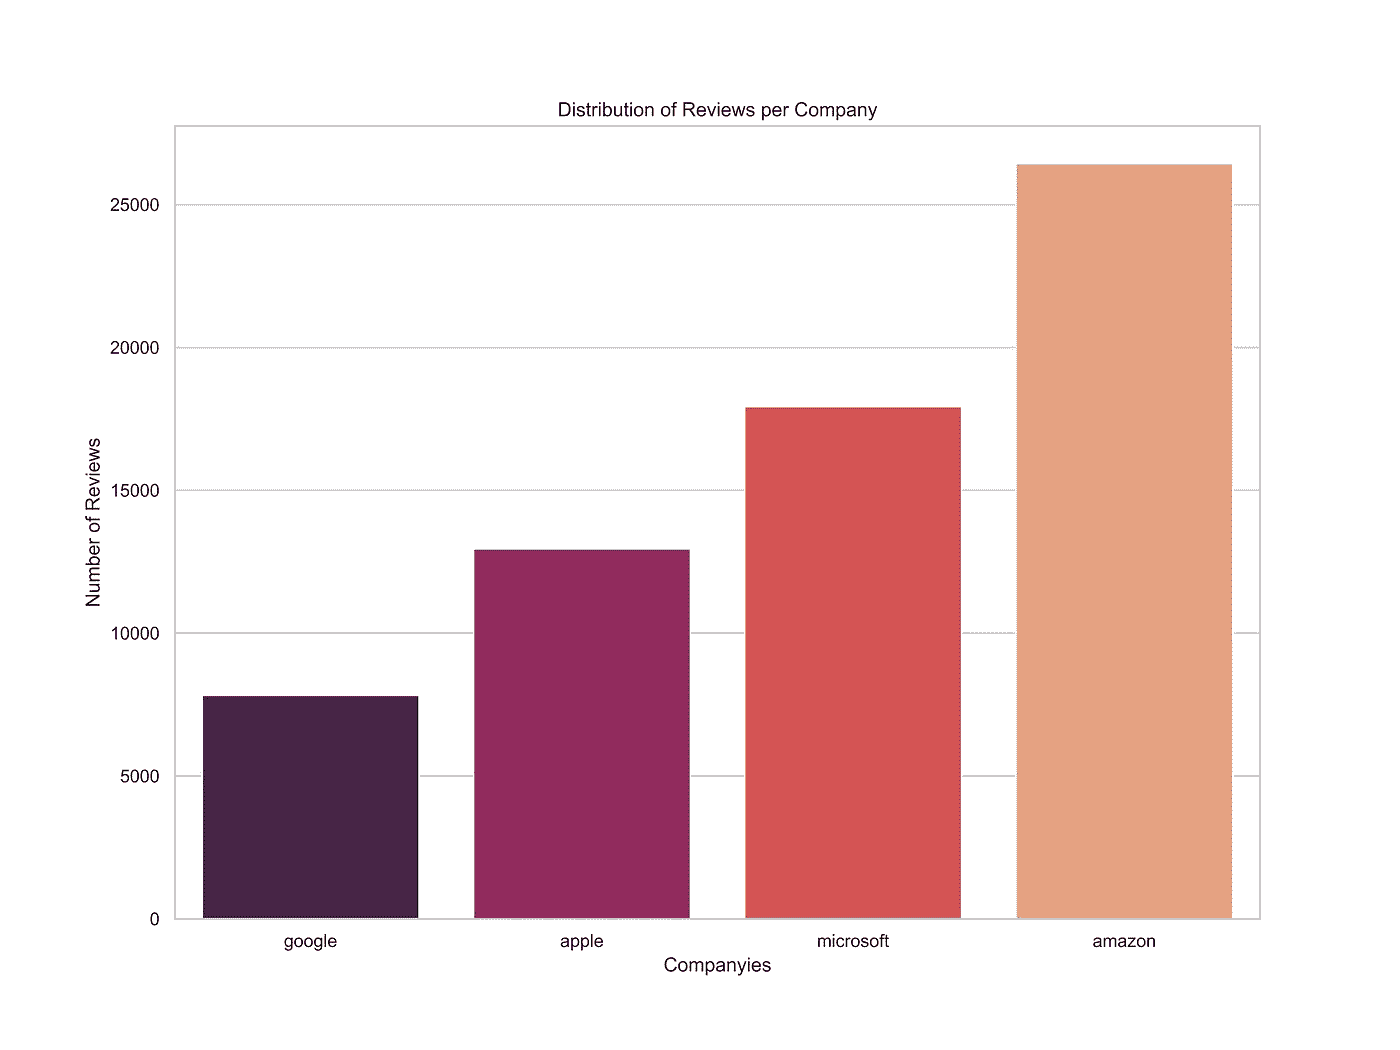 Distribution of Reviews per Company
25000
20000
15000
10000
5000
0
Number of Reviews
google apple microsoft amazon
Companyies